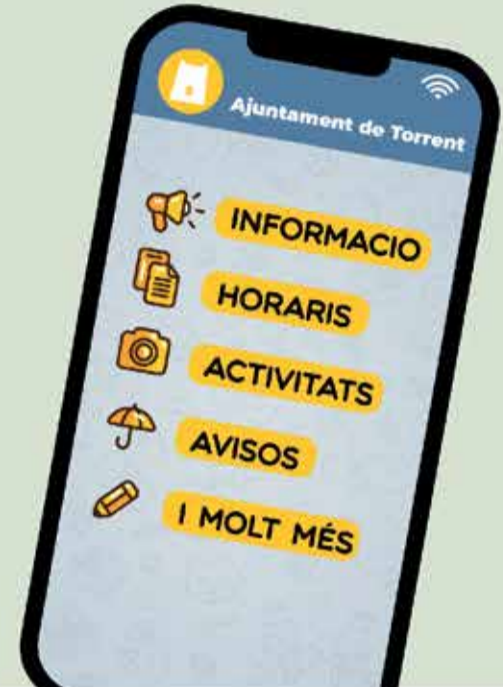 Ajuntament de Torrent
INFORMACIO
HORARIS
ACTIVITATS
AVISOS
I MOLT MÉS